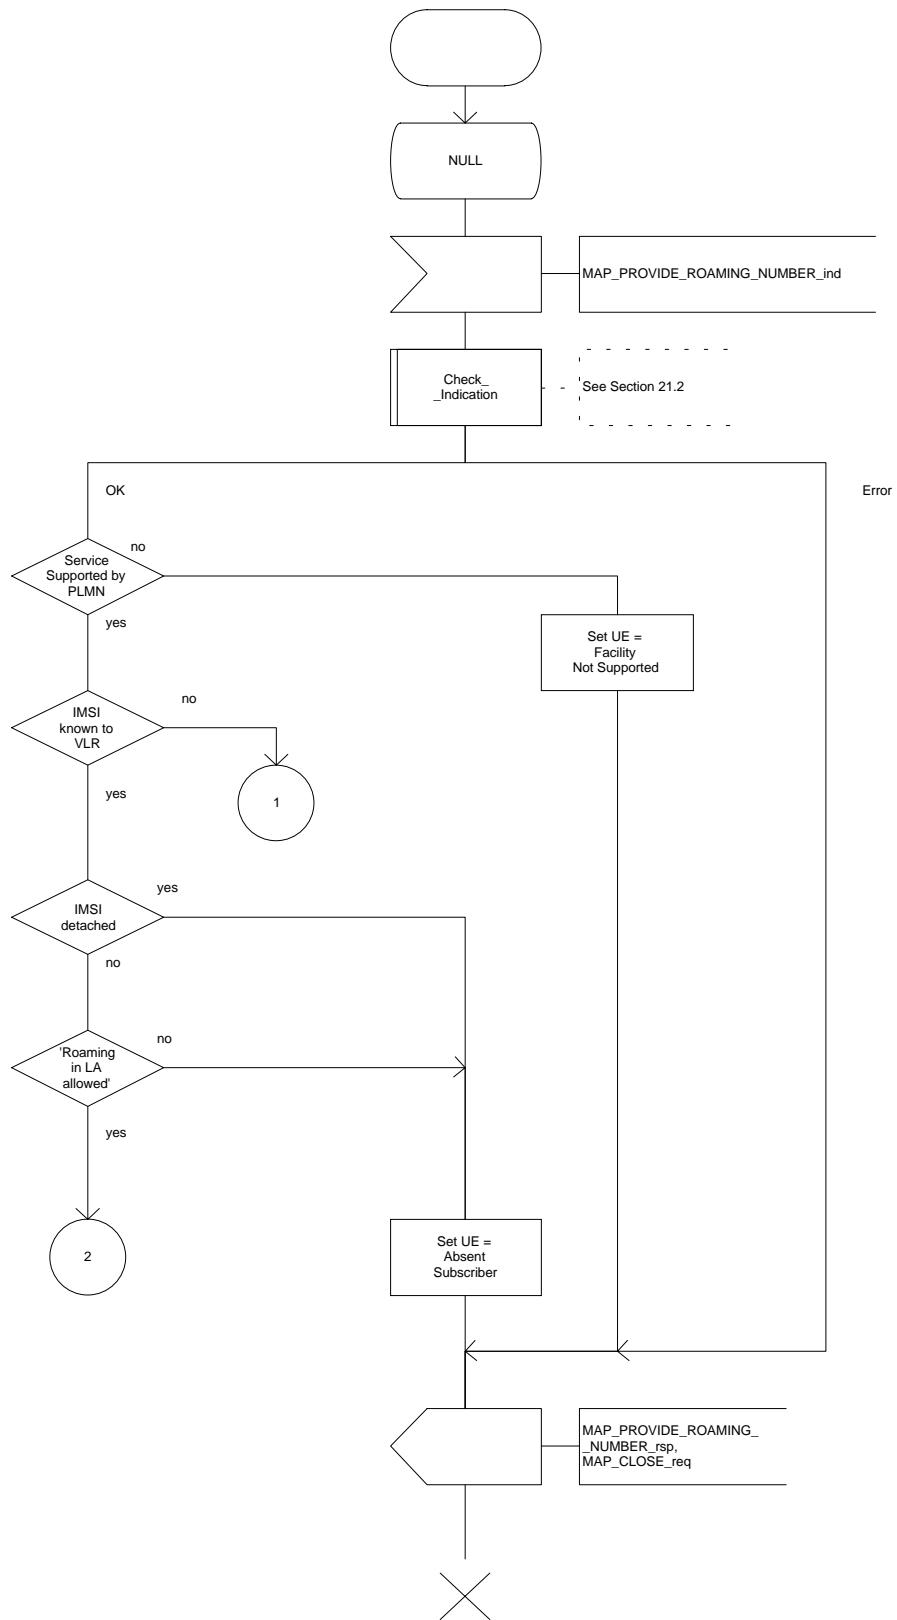 NULL
MAP_PROVIDE_ROAMING_NUMBER_ind
Check_
_Indication
See Section 21.2
OK
Error
no
Service
Supported by
PLMN
yes
Set UE =
Facility
Not Supported
no
IMSI
known to
VLR
yes
1
yes
IMSI
detached
no
no
'Roaming
in LA
allowed'
yes
2
Set UE =
Absent
Subscriber
MAP_PROVIDE_ROAMING_
_NUMBER_rsp,
MAP_CLOSE_req